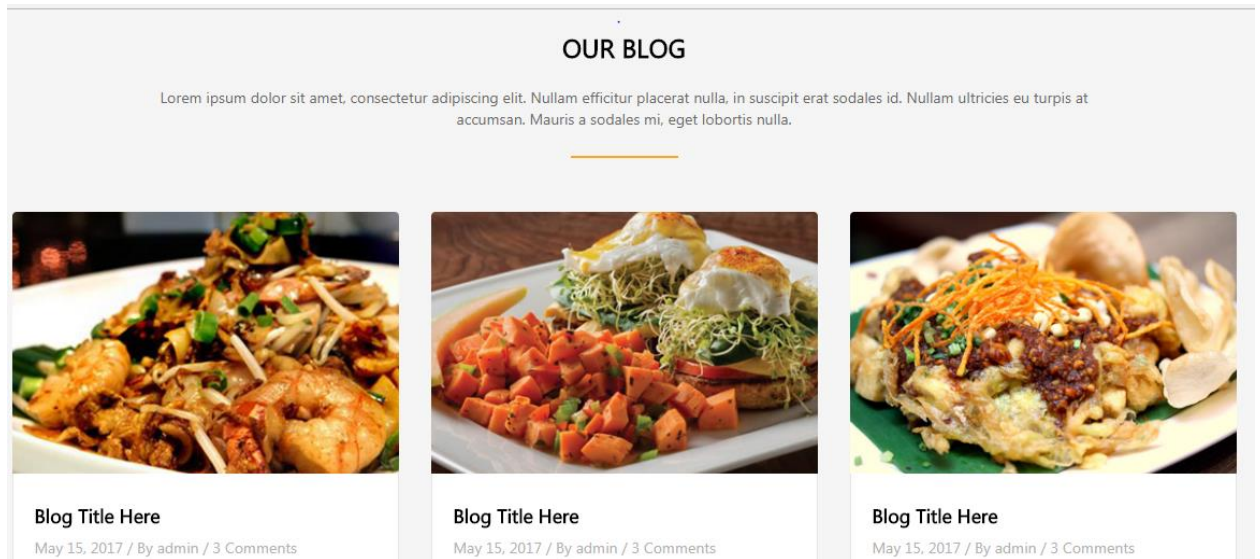 OUR BLOG
Lorem ipsum dolor sit amet, consectetur adipiscing elit. Nullam efficitur placerat nulla, in suscipit erat sodales id. Nullam ultricies eu turpis at
accumsan. Mauris a sodales mi, eget lobortis nulla.
Blog Title Here
May 15, 2017 / By admin / 3 Comments
Blog Title Here
May 15, 2017 / By admin / 3 Comments
Blog Title Here
May 15, 2017 / By admin / 3 Comments